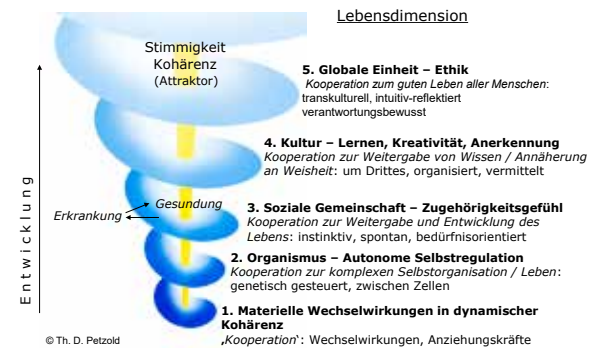 Lebensdimension
Stimmigkeit
Kohärenz
(Attraktor)
5. Globale Einheit – Ethik
Kooperation zum guten Leben aller Menschen:
transkulturell, intuitiv-reflektiert
verantwortungsbewusst
4. Kultur – Lernen, Kreativität, Anerkennung
Kooperation zur Weitergabe von Wissen / Annäherung
an Weisheit: um Drittes, organisiert, vermittelt
Gesundung
Erkrankung
3. Soziale Gemeinschaft – Zugehörigkeitsgefühl
Kooperation zur Weitergabe und Entwicklung des
Lebens: instinktiv, spontan, bedürfnisorientiert
2. Organismus – Autonome Selbstregulation
Kooperation zur komplexen Selbstorganisation / Leben:
genetisch gesteuert, zwischen Zellen
1. Materielle Wechselwirkungen in dynamischer
Kohärenz
‚Kooperation‘: Wechselwirkungen, Anziehungskräfte
Entwicklung
© Th. D. Petzold